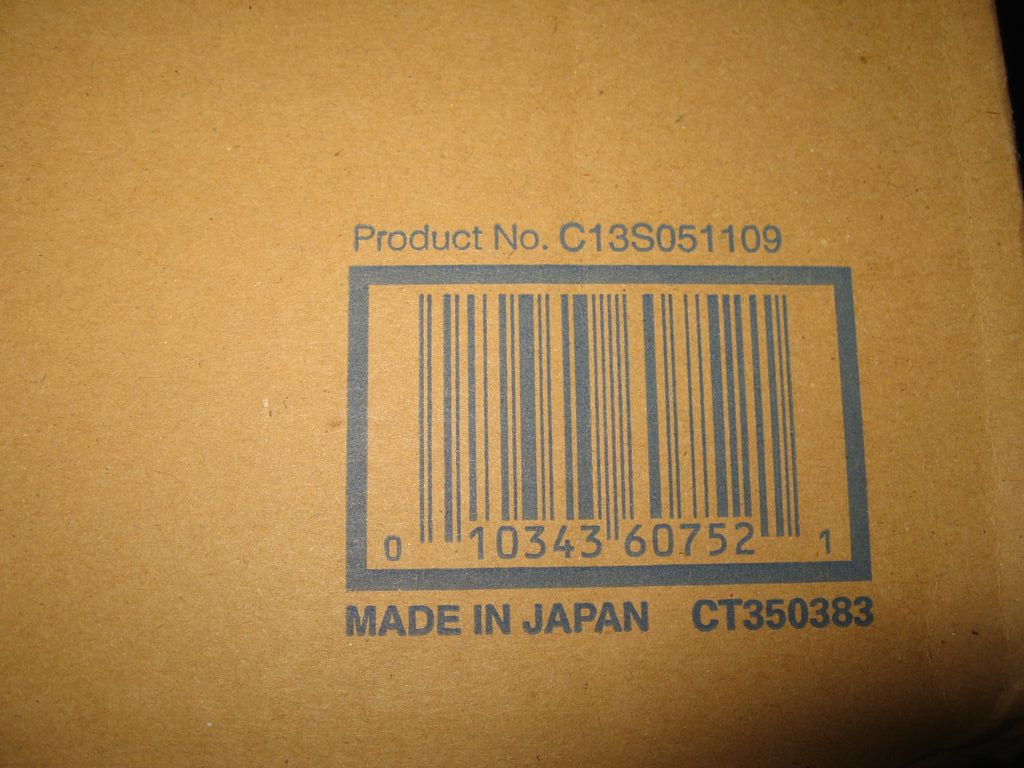 Product No. C13S051109
0 10343 60752 1
MADE IN JAPAN CT350383